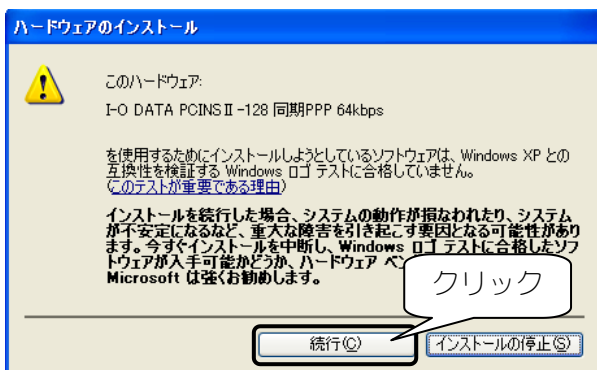 ハードウェアのインストール
このハードウェア:
I-O DATA PCINSⅡ-128 同期PPP 64kbps
を使用するためにインストールしようとしているソフトウェアは、Windows XP との
互換性を検証する Windows ロゴ テストに合格していません。
(このテストが重要である理由)
インストールを続行した場合、システムの動作が損なわれたり、システム
が不安定になるなど、重大な障害を引き起こす要因となる可能性があり
ます。今すぐインストールを中断し、Windows ロゴ テストに合格したソフ
トウェアが入手可能かどうか、ハードウェア ベン
Microsoft は強くお勧めします。
クリック
続行(C)
インストールの停止(S)